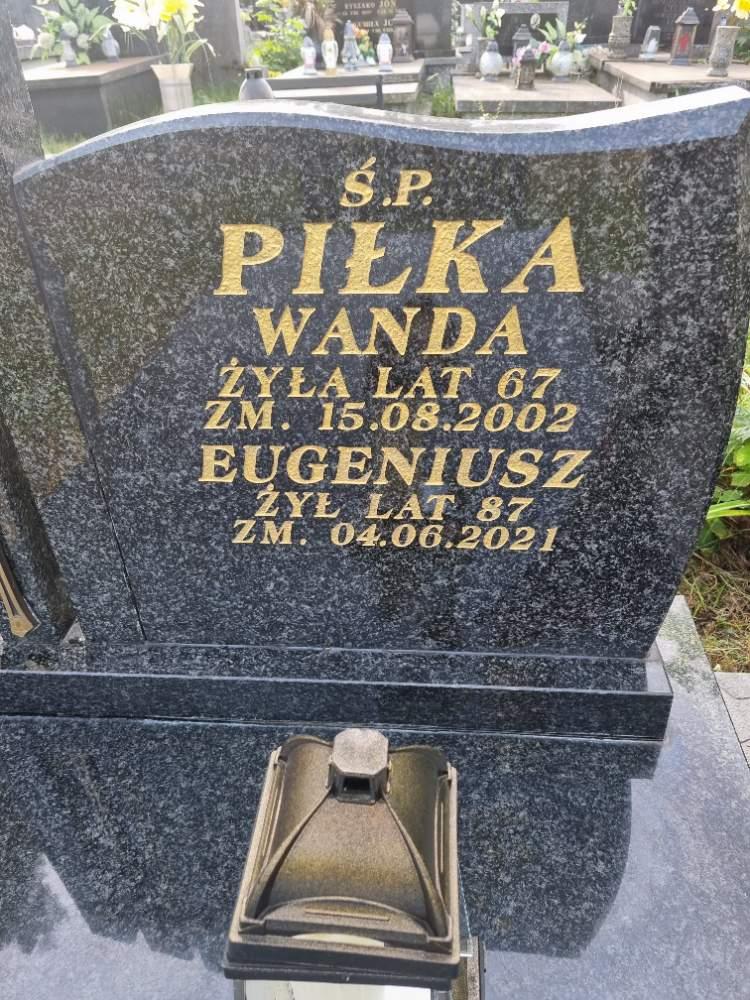 Ś.P.
PIŁKA
WANDA
ŻYŁA LAT 67
ZM. 15.08.2002
EUGENIUSZ
ŻYŁ LAT 87
ZM. 04.06.2021